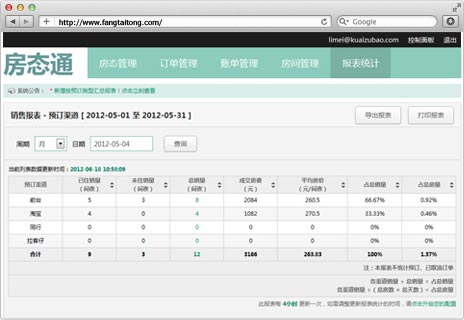 http://www.fangtaitong.com/
Google
limei@kuaizubao.com 控制面板 退出
房态通 房态管理 订单管理 账单管理 房间管理 报表统计
系统公告： * 新增按预订类型汇总报表！点击立刻查看
销售报表 - 预订渠道 [ 2012-05-01 至 2012-05-31 ] 导出报表 打印报表
周期 月 日期 2012-05-04 查询
当前列表数据更新时间：2012-06-18 10:58:09
预订渠道 已住销量（间夜） 未住销量（间夜） 总销量（间夜） 成交房费（元） 平均房价（元/间夜） 占总销量 占总房量
前台 5 3 8 2084 260.5 66.67% 0.92%
淘宝 4 0 4 1082 270.5 33.33% 0.46%
同行 0 0 0 0 0 0% 0%
拉客仔 0 0 0 0 0 0% 0%
合计 9 3 12 3166 263.83 100% 1.37%
注：本报表不统计预订、已取消订单
各渠道销量 ÷ 总销量 = 占总销量
各渠道销量 ÷ ( 总房数 × 总天数 ) = 占总房量
此报表每 4小时 更新一次，如需调整更新报表统计的时间，请点击升级您的配置